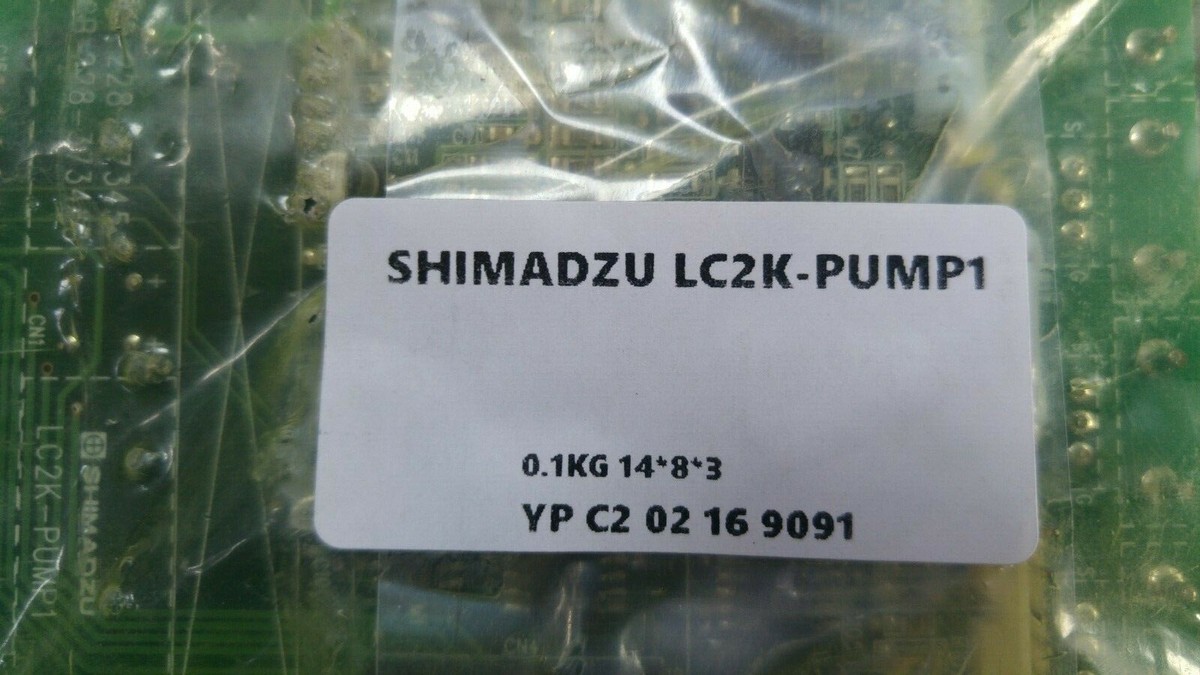 SHIMADZU LC2K-PUMP1
0.1KG 14*8*3
YP C2 02 16 9091
CN1
LC2K-PUMP1
SHIMADZU